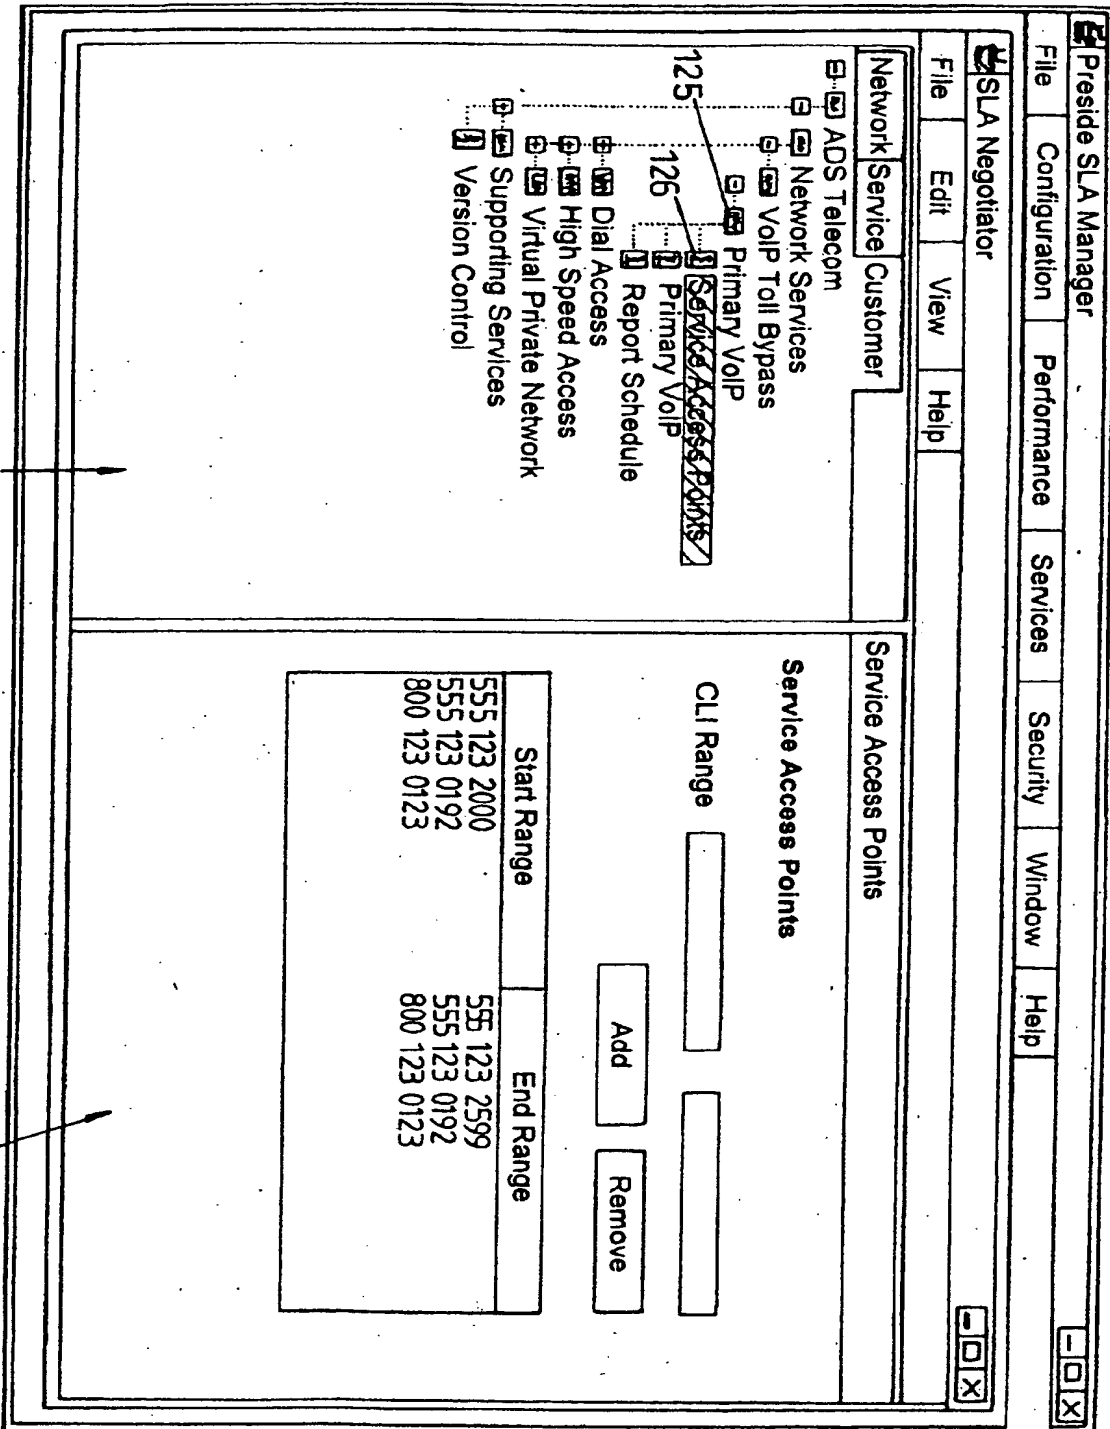 Preside SLA Manager
File Configuration Performance Services Security Window Help
SLA Negotiator
File Edit View Help
Network Service Customer
ADS Telecom
Network Services
VoIP Toll Bypass
125
Primary VoIP
126
Service Access Points
Primary VoIP
Report Schedule
Dial Access
High Speed Access
Virtual Private Network
Supporting Services
Version Control
Service Access Points
Service Access Points
CLI Range
Add Remove
Start Range End Range
555 123 2000 555 123 2599
555 123 0192 555 123 0192
800 123 0123 800 123 0123